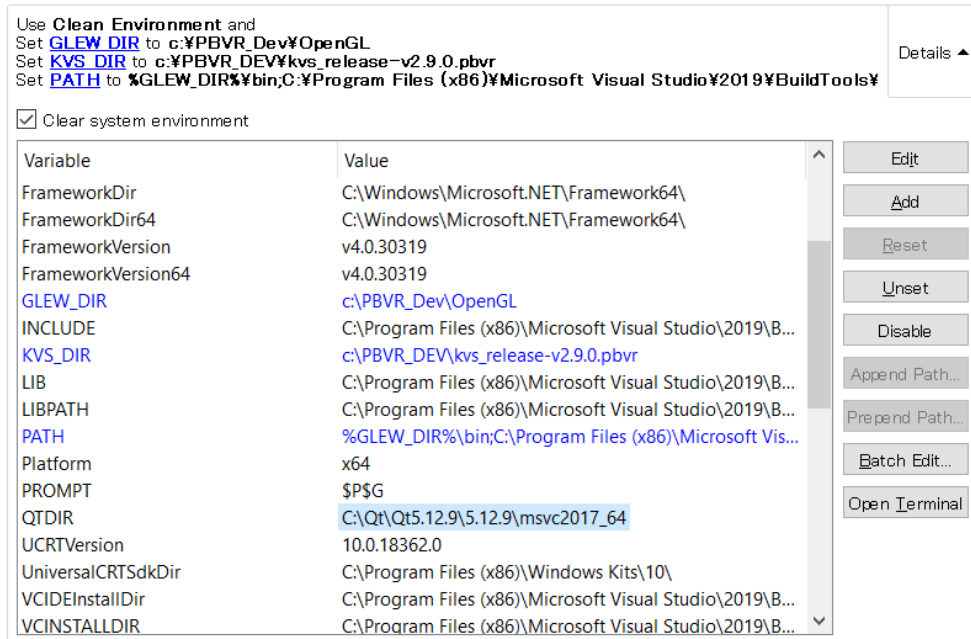 Use Clean Environment and
Set GLEW_DIR to c:¥PBVR_Dev¥OpenGL
Set KVS_DIR to c:¥PBVR_DEV¥kvs_release-v2.9.0.pbvr
Set PATH to %GLEW_DIR%¥bin;C:¥Program Files (x86)¥Microsoft Visual Studio¥2019¥BuildTools¥
Details ▲
Clear system environment
Variable Value
FrameworkDir C:\Windows\Microsoft.NET\Framework64\
FrameworkDir64 C:\Windows\Microsoft.NET\Framework64\
FrameworkVersion v4.0.30319
FrameworkVersion64 v4.0.30319
GLEW_DIR c:\PBVR_Dev\OpenGL
INCLUDE C:\Program Files (x86)\Microsoft Visual Studio\2019\B...
KVS_DIR c:\PBVR_DEV\kvs_release-v2.9.0.pbvr
LIB C:\Program Files (x86)\Microsoft Visual Studio\2019\B...
LIBPATH C:\Program Files (x86)\Microsoft Visual Studio\2019\B...
PATH %GLEW_DIR%\bin;C:\Program Files (x86)\Microsoft Vis...
Platform x64
PROMPT $P$G
QTDIR C:\Qt\Qt5.12.9\5.12.9\msvc2017_64
UCRTVersion 10.0.18362.0
UniversalCRTSdkDir C:\Program Files (x86)\Windows Kits\10\
VCIDEInstallDir C:\Program Files (x86)\Microsoft Visual Studio\2019\B...
VCINSTALLDIR C:\Program Files (x86)\Microsoft Visual Studio\2019\B...
Edit
Add
Reset
Unset
Disable
Append Path...
Prepend Path...
Batch Edit...
Open Terminal